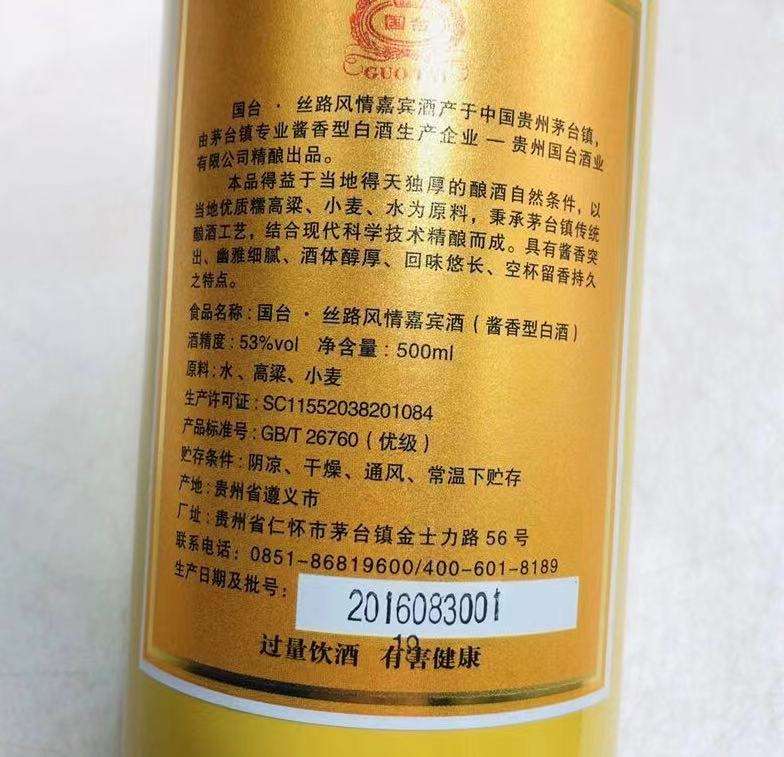 国台
GUOTAI
国台·丝路风情嘉宾酒产于中国贵州茅台镇，
由茅台镇专业酱香型白酒生产企业—贵州国台酒业
有限公司精酿出品。
本品得益于当地得天独厚的酿酒自然条件，以
当地优质糯高粱、小麦、水为原料，秉承茅台镇传统
酿酒工艺，结合现代科学技术精酿而成。具有酱香突
出、幽雅细腻、酒体醇厚、回味悠长、空杯留香持久
之特点。
食品名称：国台·丝路风情嘉宾酒（酱香型白酒）
酒精度：53%vol 净含量：500ml
原料：水、高粱、小麦
生产许可证：SC11552038201084
产品标准号：GB/T 26760（优级）
贮存条件：阴凉、干燥、通风、常温下贮存
产地：贵州省遵义市
厂址：贵州省仁怀市茅台镇金士力路56号
联系电话：0851-86819600/400-601-8189
生产日期及批号：2016083001
19
过量饮酒 有害健康